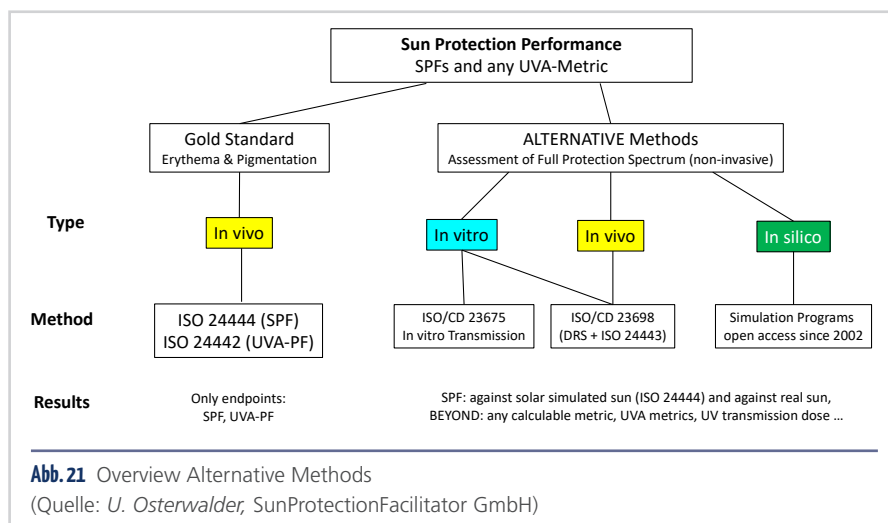 Sun Protection Performance
SPFs and any UVA-Metric
Gold Standard
Erythema & Pigmentation
ALTERNATIVE Methods
Assessment of Full Protection Spectrum (non-invasive)
Type
In vivo
In vitro
In vivo
In silico
Method
ISO 24444 (SPF)
ISO 24442 (UVA-PF)
ISO/CD 23675
In vitro Transmission
ISO/CD 23698
(DRS + ISO 24443)
Simulation Programs
open access since 2002
Results
Only endpoints:
SPF, UVA-PF
SPF: against solar simulated sun (ISO 24444) and against real sun,
BEYOND: any calculable metric, UVA metrics, UV transmission dose ...
Abb. 21 Overview Alternative Methods
(Quelle: U. Osterwalder, SunProtectionFacilitator GmbH)